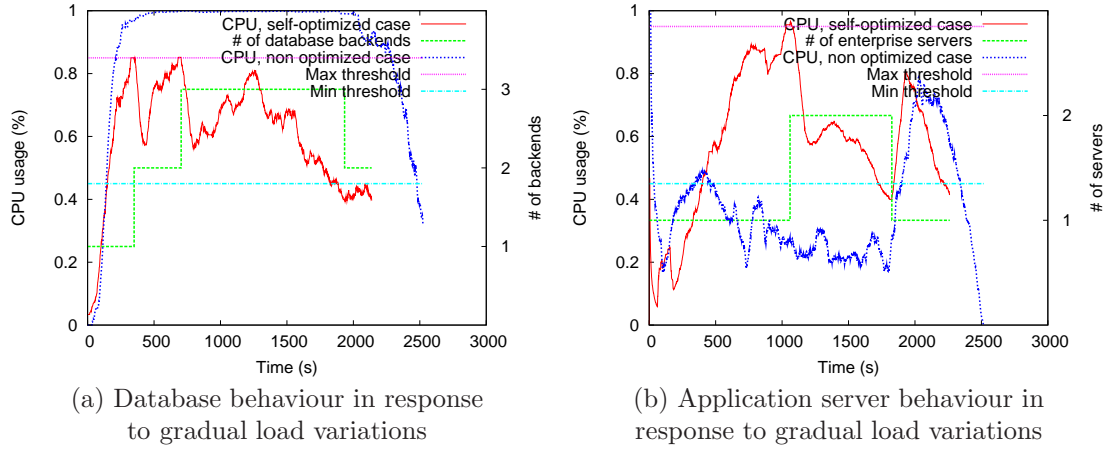 1
0.8
0.6
0.4
0.2
0
CPU usage (%)
0 500 1000 1500 2000 2500 3000
Time (s)
3
2
1
# of backends
CPU, self-optimized case
# of database backends
CPU, non optimized case
Max threshold
Min threshold
(a) Database behaviour in response
to gradual load variations
1
0.8
0.6
0.4
0.2
0
CPU usage (%)
0 500 1000 1500 2000 2500 3000
Time (s)
2
1
# of servers
CPU, self-optimized case
# of enterprise servers
CPU, non optimized case
Max threshold
Min threshold
(b) Application server behaviour in
response to gradual load variations